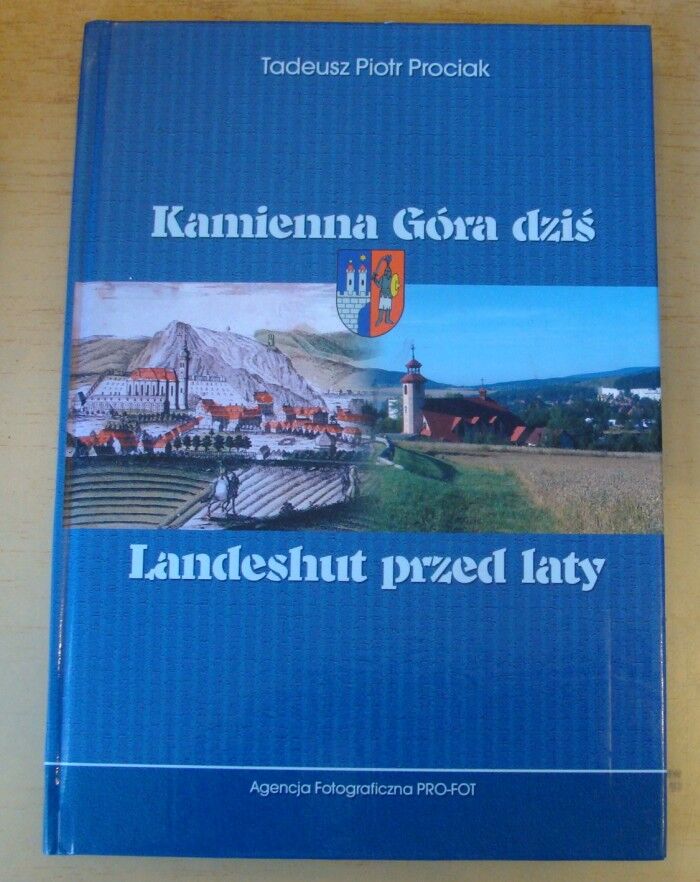 Tadeusz Piotr Prociak
Kamienna Góra dziś
Landeshut przed laty
Agencja Fotograficzna PRO-FOT